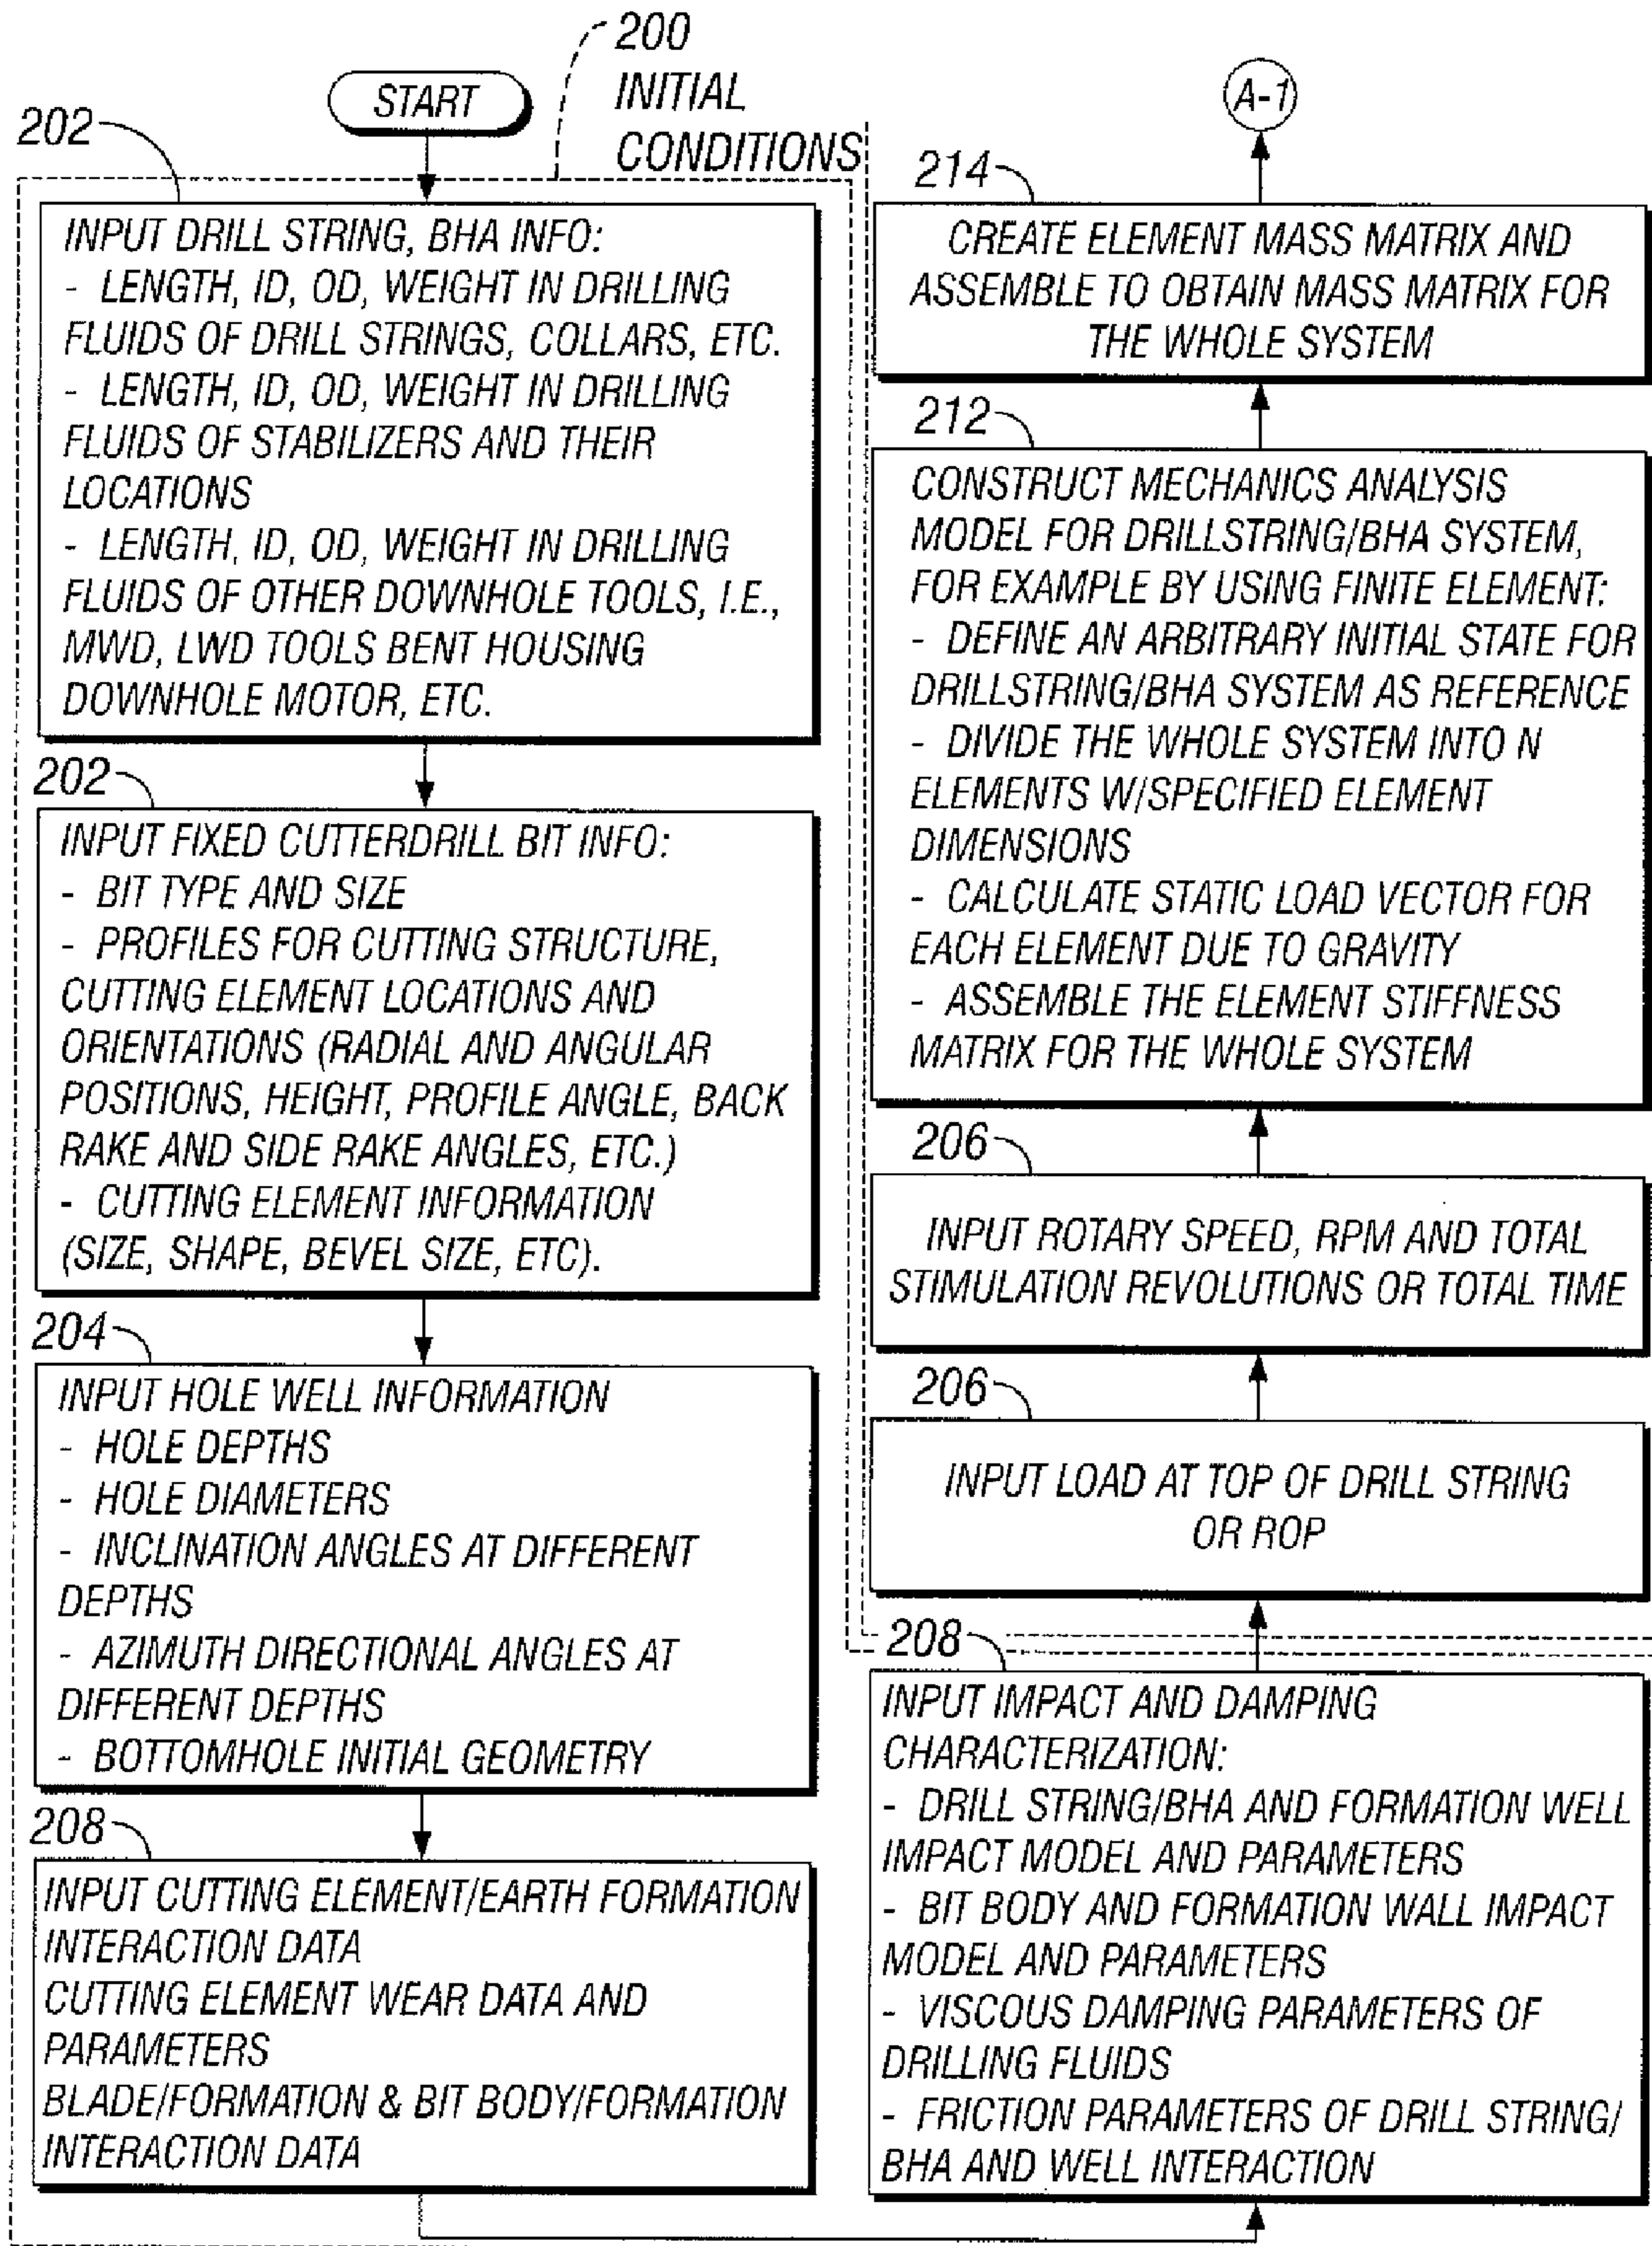 200
INITIAL
CONDITIONS
START
202
INPUT DRILL STRING, BHA INFO:
- LENGTH, ID, OD, WEIGHT IN DRILLING
FLUIDS OF DRILL STRINGS, COLLARS, ETC.
- LENGTH, ID, OD, WEIGHT IN DRILLING
FLUIDS OF STABILIZERS AND THEIR
LOCATIONS
- LENGTH, ID, OD, WEIGHT IN DRILLING
FLUIDS OF OTHER DOWNHOLE TOOLS, I.E.,
MWD, LWD TOOLS BENT HOUSING
DOWNHOLE MOTOR, ETC.
202
INPUT FIXED CUTTERDRILL BIT INFO:
- BIT TYPE AND SIZE
- PROFILES FOR CUTTING STRUCTURE,
CUTTING ELEMENT LOCATIONS AND
ORIENTATIONS (RADIAL AND ANGULAR
POSITIONS, HEIGHT, PROFILE ANGLE, BACK
RAKE AND SIDE RAKE ANGLES, ETC.)
- CUTTING ELEMENT INFORMATION
(SIZE, SHAPE, BEVEL SIZE, ETC).
204
INPUT HOLE WELL INFORMATION
- HOLE DEPTHS
- HOLE DIAMETERS
- INCLINATION ANGLES AT DIFFERENT
DEPTHS
- AZIMUTH DIRECTIONAL ANGLES AT
DIFFERENT DEPTHS
- BOTTOMHOLE INITIAL GEOMETRY
208
INPUT CUTTING ELEMENT/EARTH FORMATION
INTERACTION DATA
CUTTING ELEMENT WEAR DATA AND
PARAMETERS
BLADE/FORMATION & BIT BODY/FORMATION
INTERACTION DATA
208
INPUT IMPACT AND DAMPING
CHARACTERIZATION:
- DRILL STRING/BHA AND FORMATION WELL
IMPACT MODEL AND PARAMETERS
- BIT BODY AND FORMATION WALL IMPACT
MODEL AND PARAMETERS
- VISCOUS DAMPING PARAMETERS OF
DRILLING FLUIDS
- FRICTION PARAMETERS OF DRILL STRING/
BHA AND WELL INTERACTION
206
INPUT LOAD AT TOP OF DRILL STRING
OR ROP
206
INPUT ROTARY SPEED, RPM AND TOTAL
STIMULATION REVOLUTIONS OR TOTAL TIME
212
CONSTRUCT MECHANICS ANALYSIS
MODEL FOR DRILLSTRING/BHA SYSTEM,
FOR EXAMPLE BY USING FINITE ELEMENT:
- DEFINE AN ARBITRARY INITIAL STATE FOR
DRILLSTRING/BHA SYSTEM AS REFERENCE
- DIVIDE THE WHOLE SYSTEM INTO N
ELEMENTS W/SPECIFIED ELEMENT
DIMENSIONS
- CALCULATE STATIC LOAD VECTOR FOR
EACH ELEMENT DUE TO GRAVITY
- ASSEMBLE THE ELEMENT STIFFNESS
MATRIX FOR THE WHOLE SYSTEM
214
CREATE ELEMENT MASS MATRIX AND
ASSEMBLE TO OBTAIN MASS MATRIX FOR
THE WHOLE SYSTEM
A-1